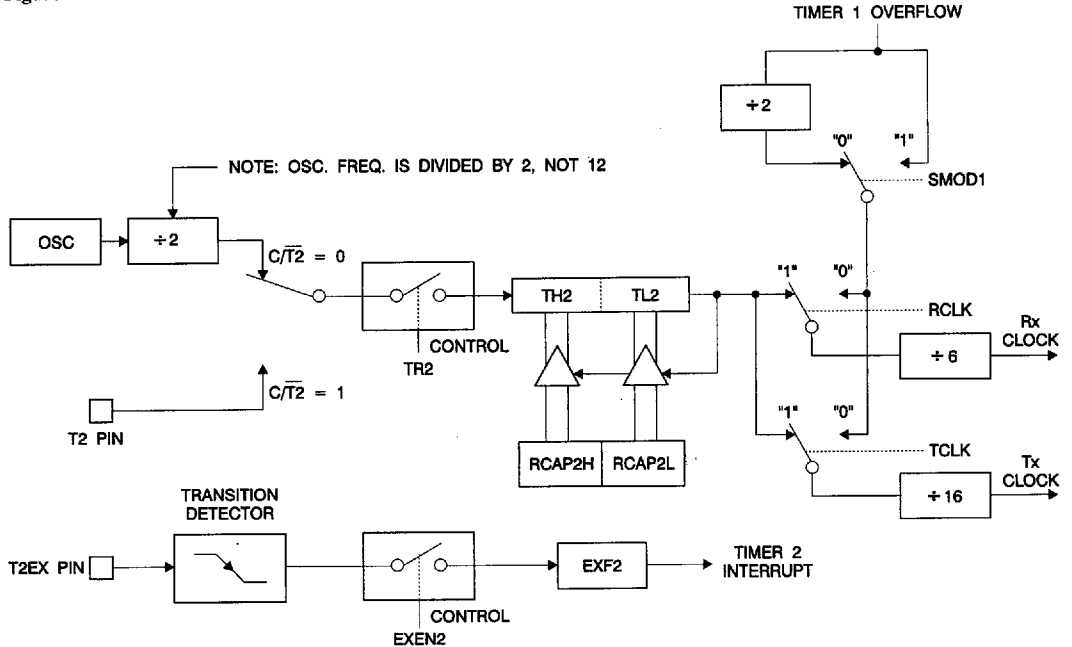 TIMER 1 OVERFLOW
÷2
"0" "1"
SMOD1
NOTE: OSC. FREQ. IS DIVIDED BY 2, NOT 12
OSC
÷2
C/T2 = 0
TH2 TL2
"1" "0"
RCLK
Rx
CLOCK
÷6
CONTROL
TR2
C/T2 = 1
T2 PIN
"1" "0"
TCLK
Tx
CLOCK
÷16
RCAP2H RCAP2L
TRANSITION
DETECTOR
T2EX PIN
EXF2
TIMER 2
INTERRUPT
CONTROL
EXEN2